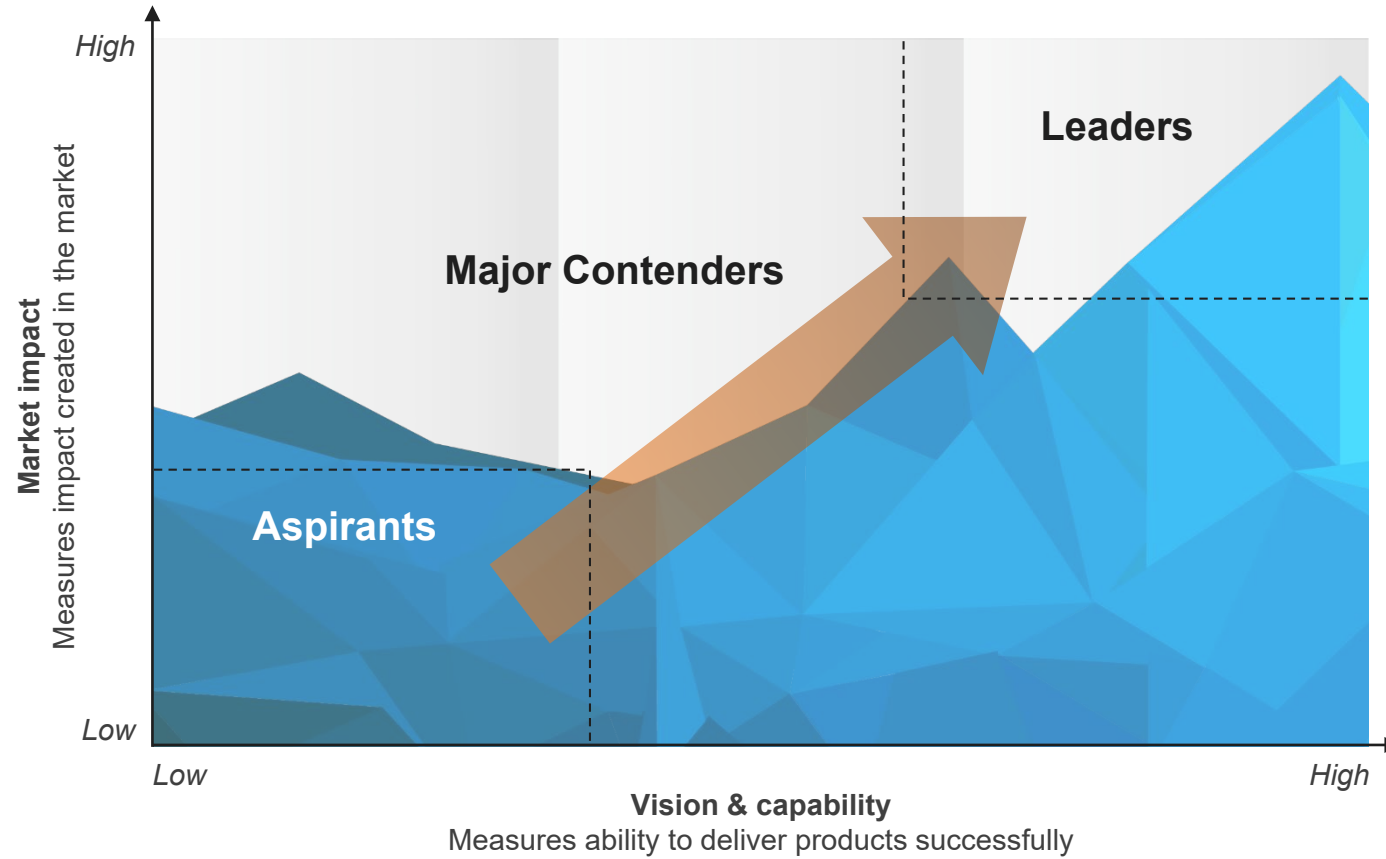 High
Leaders
Major Contenders
Market impact
Measures impact created in the market
Aspirants
Low
Low
High
Vision & capability
Measures ability to deliver products successfully